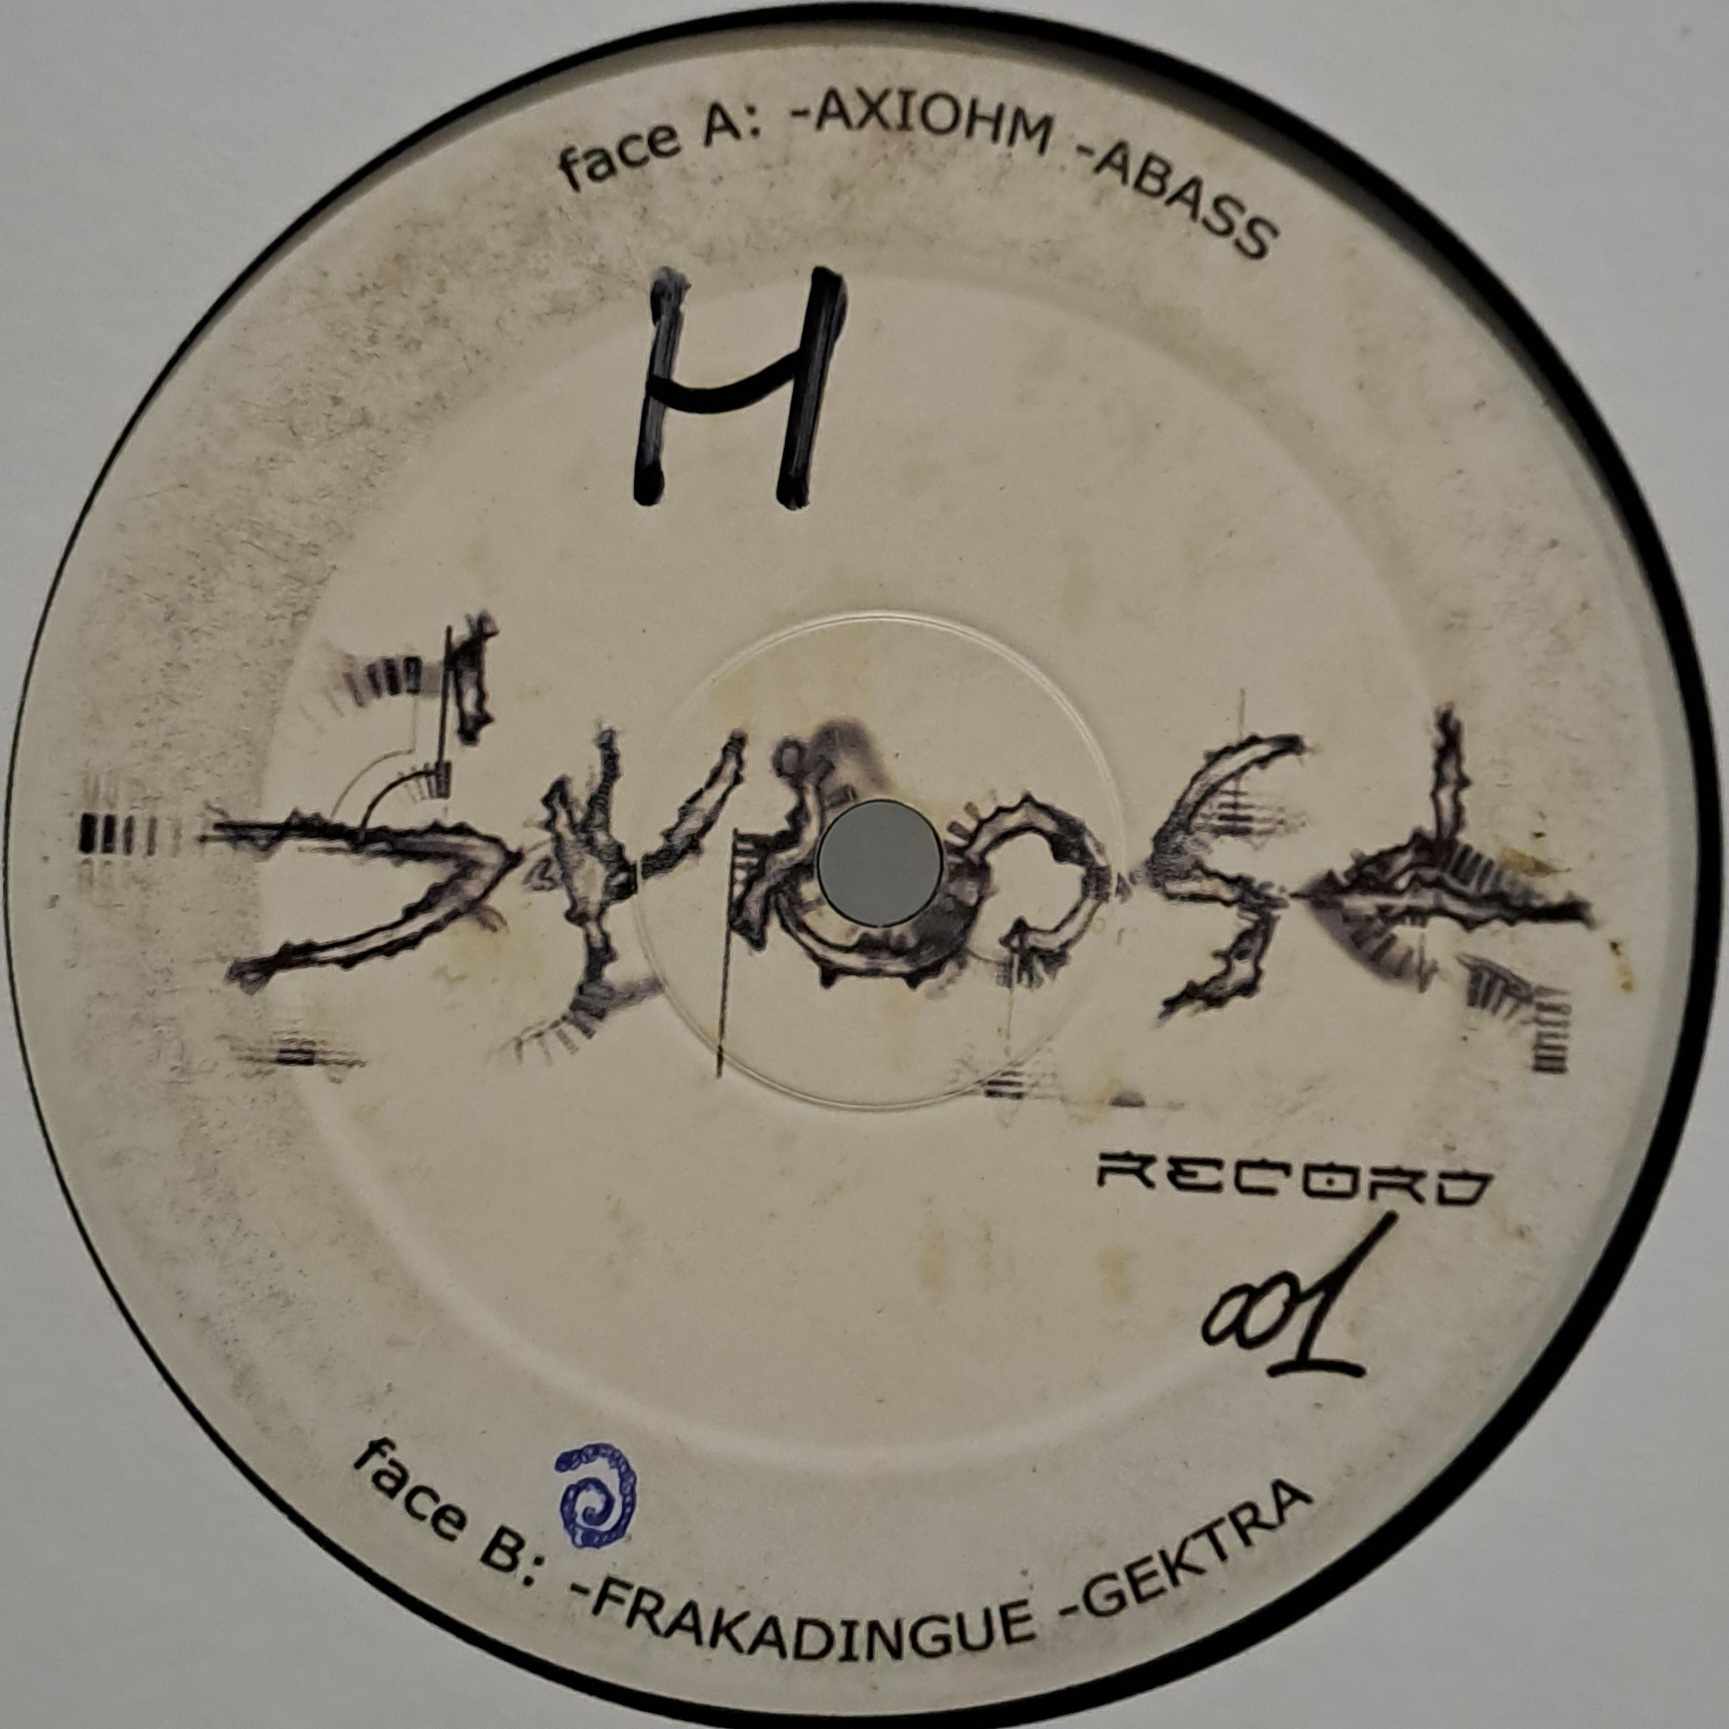 face A: -AXIOHM -ABASS
H
RECORD
001
face B: -FRAKADINGUE -GEKTRA